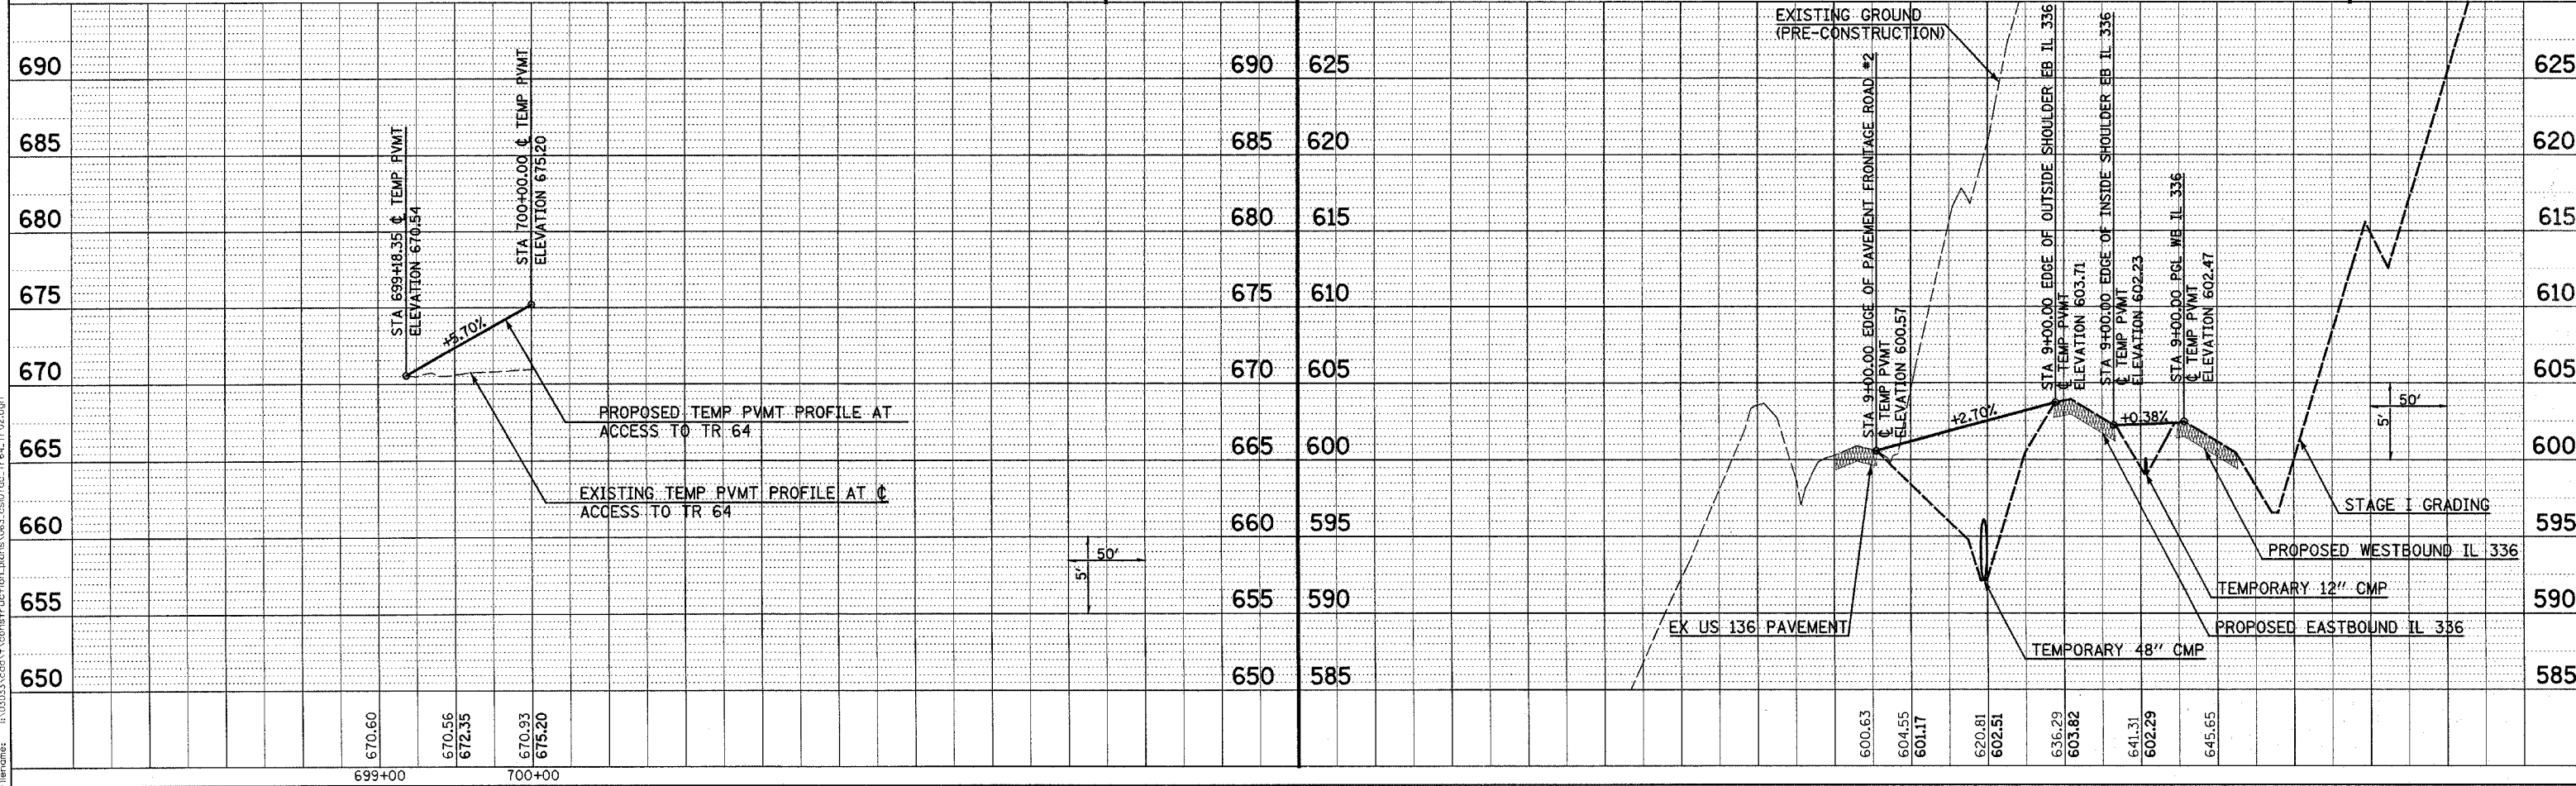 690
685
680
675
670
665
660
655
650
STA 699+18.35 ℄ TEMP PVMT
ELEVATION 670.54
STA 700+00.00 ℄ TEMP PVMT
ELEVATION 675.20
+5.70%
PROPOSED TEMP PVMT PROFILE AT
ACCESS TO TR 64
EXISTING TEMP PVMT PROFILE AT ℄
ACCESS TO TR 64
50'
5'
690
685
680
675
670
665
660
655
650
670.60
670.56
672.35
670.93
675.20
699+00
700+00
625
620
615
610
605
600
595
590
585
EXISTING GROUND
(PRE-CONSTRUCTION)
STA 9+00.00 EDGE OF PAVEMENT FRONTAGE ROAD #2
℄ TEMP PVMT
ELEVATION 600.57
STA 9+00.00 EDGE OF OUTSIDE SHOULDER EB IL 336
℄ TEMP PVMT
ELEVATION 603.71
STA 9+00.00 EDGE OF INSIDE SHOULDER EB IL 336
℄ TEMP PVMT
ELEVATION 602.23
STA 9+00.00 PGL WB IL 336
℄ TEMP PVMT
ELEVATION 602.47
+2.70%
+0.38%
50'
5'
STAGE I GRADING
PROPOSED WESTBOUND IL 336
TEMPORARY 12" CMP
PROPOSED EASTBOUND IL 336
TEMPORARY 48" CMP
EX US 136 PAVEMENT
625
620
615
610
605
600
595
590
585
600.63
604.55
601.17
620.81
602.51
636.29
603.82
641.31
602.29
645.65